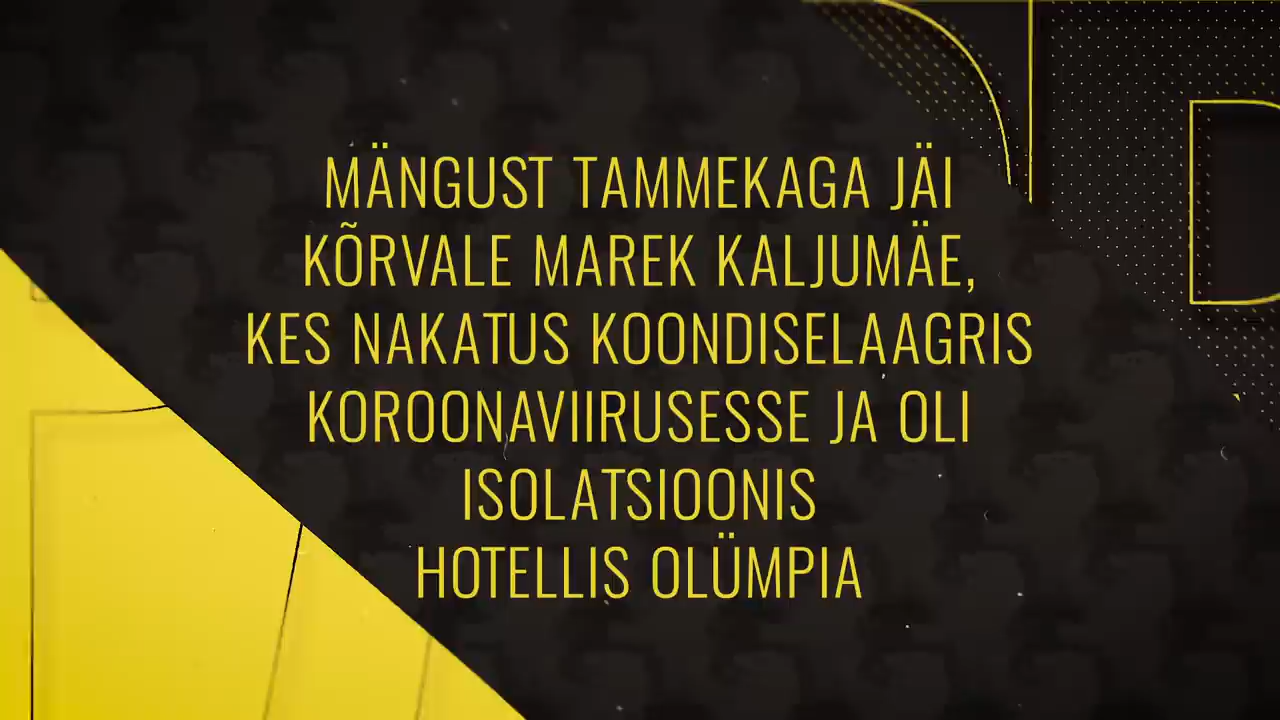 MÄNGUST TAMMEKAGA JÄI
KÕRVALE MAREK KALJUMÄE,
KES NAKATUS KOONDISELAAGRIS
KOROONAVIIRUSESSE JA OLI
ISOLATSIOONIS
HOTELLIS OLÜMPIA